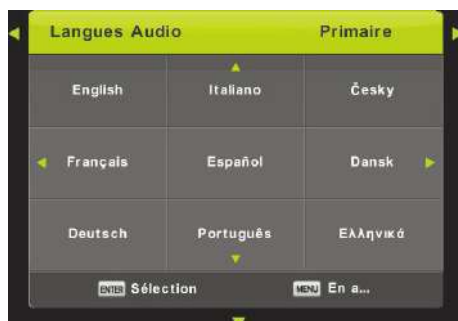 Langues Audio Primaire
English Italiano Česky
Français Español Dansk
Deutsch Português Ελληνικά
ENTER Sélection MENU En a...